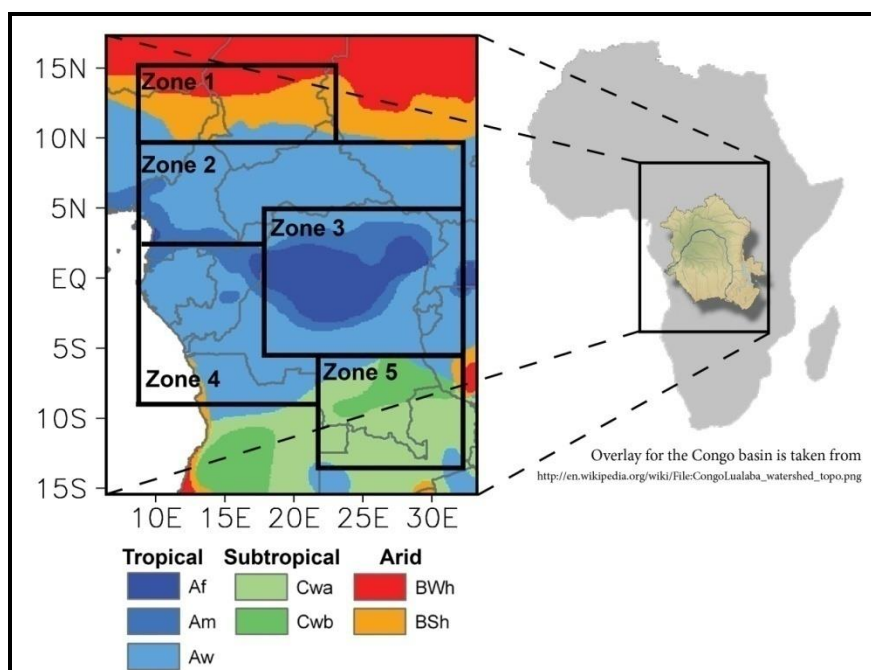 15N
10N
5N
EQ
5S
10S
15S
Zone 1
Zone 2
Zone 3
Zone 4
Zone 5
10E 15E 20E 25E 30E
Tropical Subtropical Arid
Af Cwa BWh
Am Cwb BSh
Aw
Overlay for the Congo basin is taken from
http://en.wikipedia.org/wiki/File:CongoLualaba_watershed_topo.png